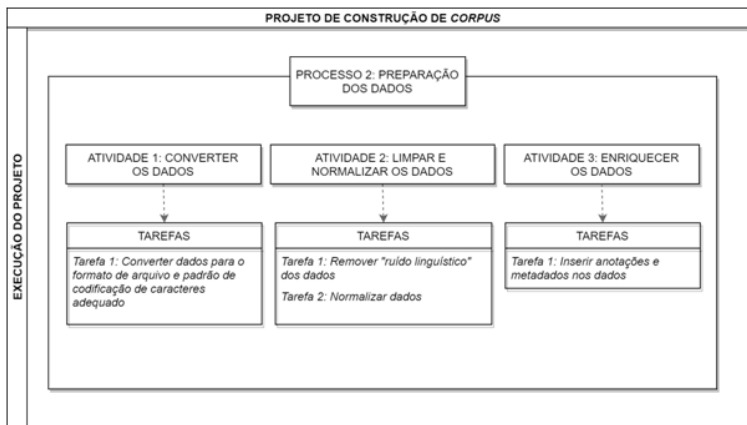 PROJETO DE CONSTRUÇÃO DE CORPUS
EXECUÇÃO DO PROJETO
PROCESSO 2: PREPARAÇÃO
DOS DADOS
ATIVIDADE 1: CONVERTER
OS DADOS
TAREFAS
Tarefa 1: Converter dados para o
formato de arquivo e padrão de
codificação de caracteres
adequado
ATIVIDADE 2: LIMPAR E
NORMALIZAR OS DADOS
TAREFAS
Tarefa 1: Remover "ruído linguístico"
dos dados
Tarefa 2: Normalizar dados
ATIVIDADE 3: ENRIQUECER
OS DADOS
TAREFAS
Tarefa 1: Inserir anotações e
metadados nos dados